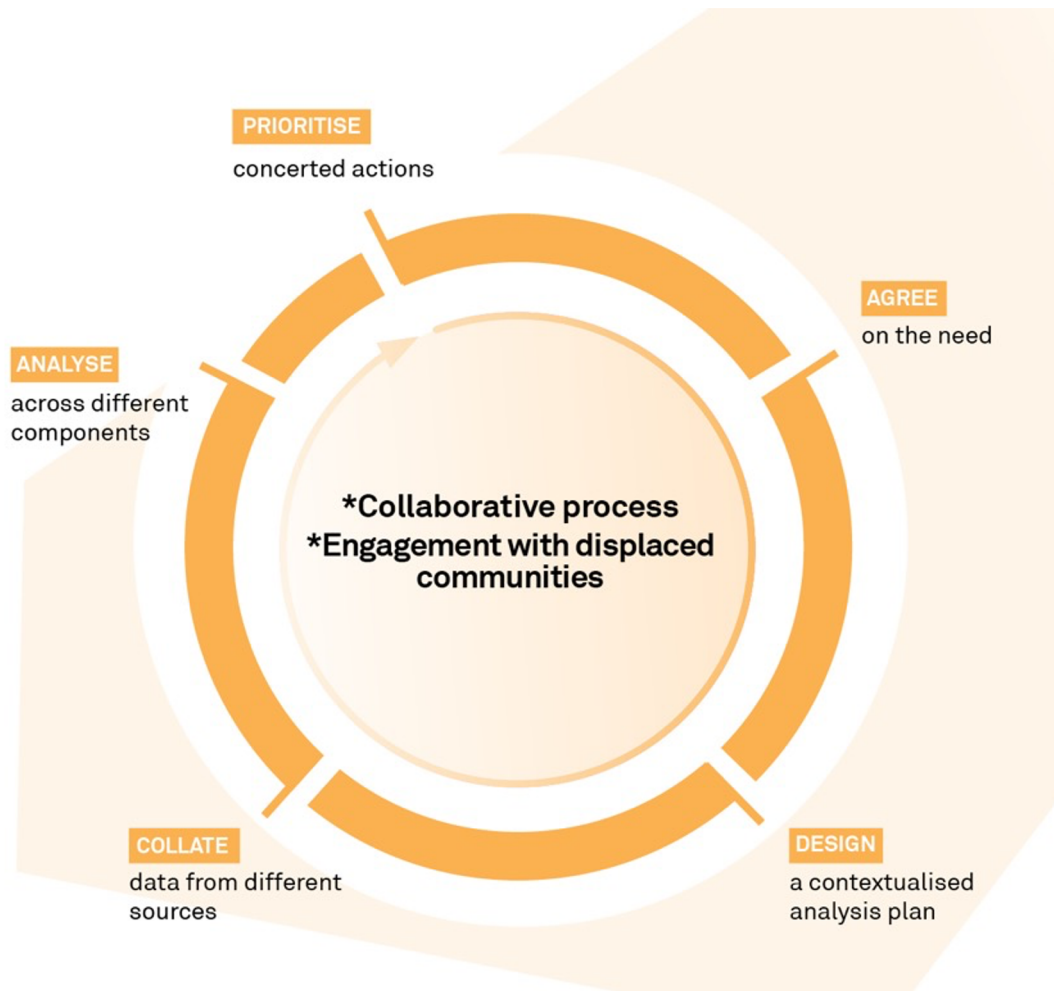 PRIORITISE
concerted actions
AGREE
on the need
ANALYSE
across different
components
*Collaborative process
*Engagement with displaced
communities
COLLATE
data from different
sources
DESIGN
a contextualised
analysis plan